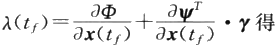 λ(t_f) = ∂Φ/∂x(t_f) + ∂ψ^T/∂x(t_f) · γ 得